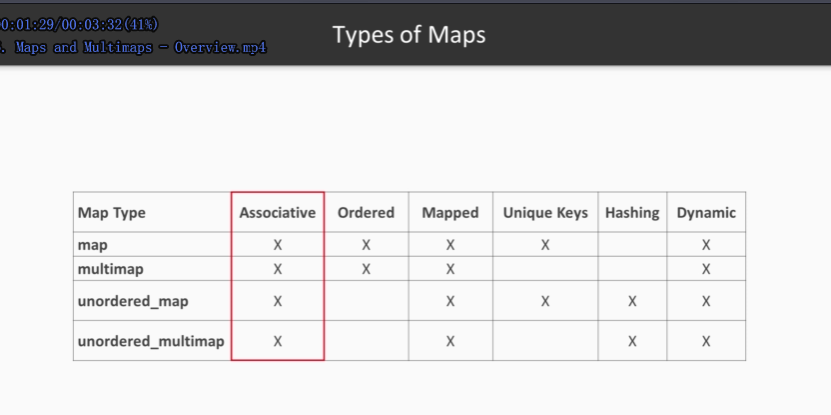 0:01:29/00:03:32(41%)
. Maps and Multimaps - Overview.mp4
Types of Maps
Map Type Associative Ordered Mapped Unique Keys Hashing Dynamic
map X X X X X
multimap X X X X
unordered_map X X X X X
unordered_multimap X X X X